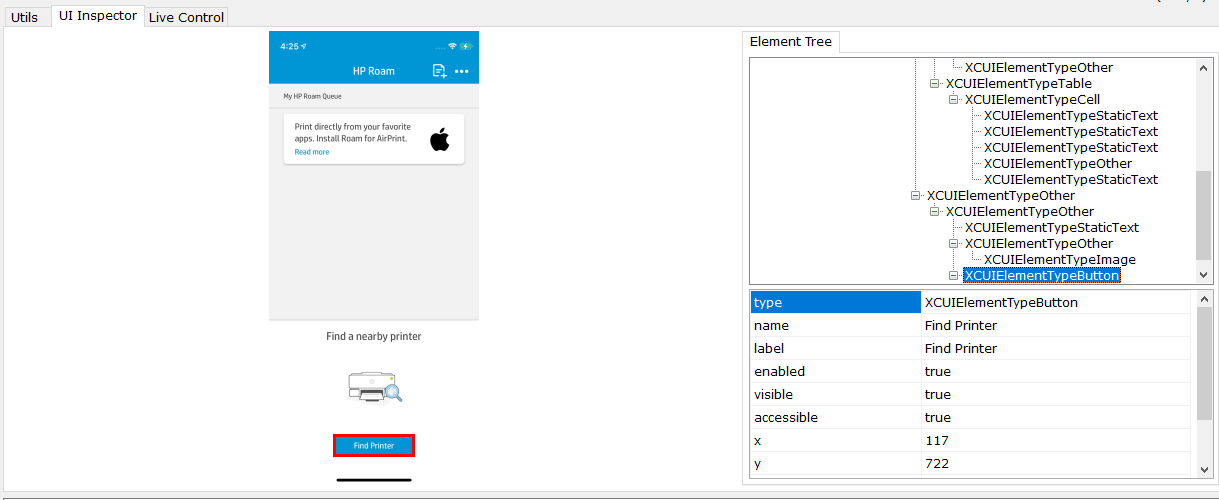 Utils
UI Inspector
Live Control
4:25
HP Roam
My HP Roam Queue
Print directly from your favorite
apps. Install Roam for AirPrint.
Read more
Find a nearby printer
Find Printer
Element Tree
XCUIElementTypeOther
XCUIElementTypeTable
XCUIElementTypeCell
XCUIElementTypeStaticText
XCUIElementTypeStaticText
XCUIElementTypeStaticText
XCUIElementTypeOther
XCUIElementTypeStaticText
XCUIElementTypeOther
XCUIElementTypeOther
XCUIElementTypeStaticText
XCUIElementTypeOther
XCUIElementTypeImage
XCUIElementTypeButton
type XCUIElementTypeButton
name Find Printer
label Find Printer
enabled true
visible true
accessible true
x 117
y 722